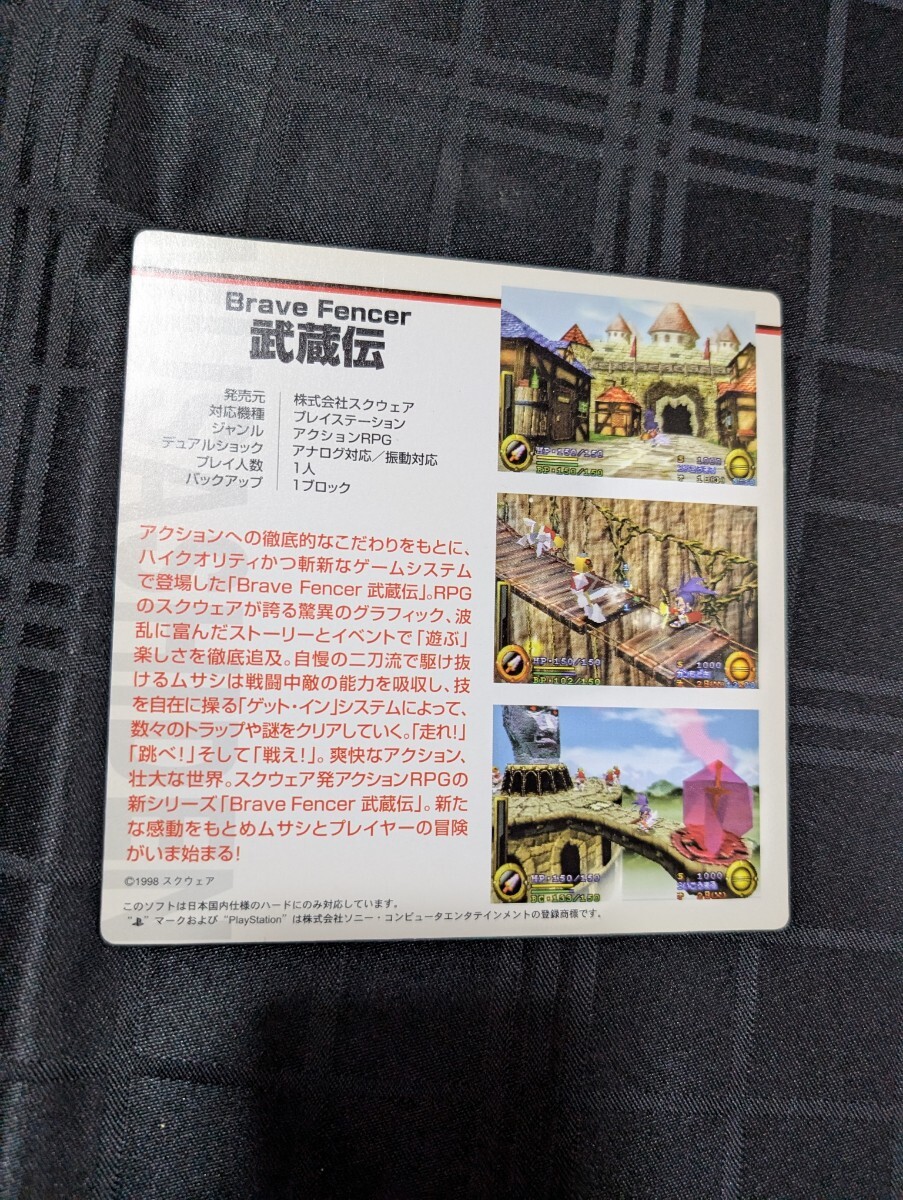 Brave Fencer
武蔵伝
発売元 株式会社スクウェア
対応機種 プレイステーション
ジャンル アクションRPG
デュアルショック アナログ対応／振動対応
プレイ人数 1人
バックアップ 1ブロック
アクションへの徹底的なこだわりをもとに、
ハイクオリティかつ斬新なゲームシステム
で登場した「Brave Fencer 武蔵伝」。RPG
のスクウェアが誇る驚異のグラフィック、波
乱に富んだストーリーとイベントで「遊ぶ」
楽しさを徹底追及。自慢の二刀流で駆け抜
けるムサシは戦闘中敵の能力を吸収し、技
を自在に操る「ゲット・イン」システムによって、
数々のトラップや謎をクリアしていく。「走れ!」
「跳べ!」そして「戦え!」。爽快なアクション、
壮大な世界。スクウェア発アクションRPGの
新シリーズ「Brave Fencer 武蔵伝」。新た
な感動をもとめムサシとプレイヤーの冒険
がいま始まる!
©1998 スクウェア
このソフトは日本国内仕様のハードにのみ対応しています。
" " マークおよび "PlayStation" は株式会社ソニー・コンピュータエンタテインメントの登録商標です。
HP・150/150
BP・150/150
S 1000
HP・150/150
BP・102/150
S 1000
HP・150/150
S 1000